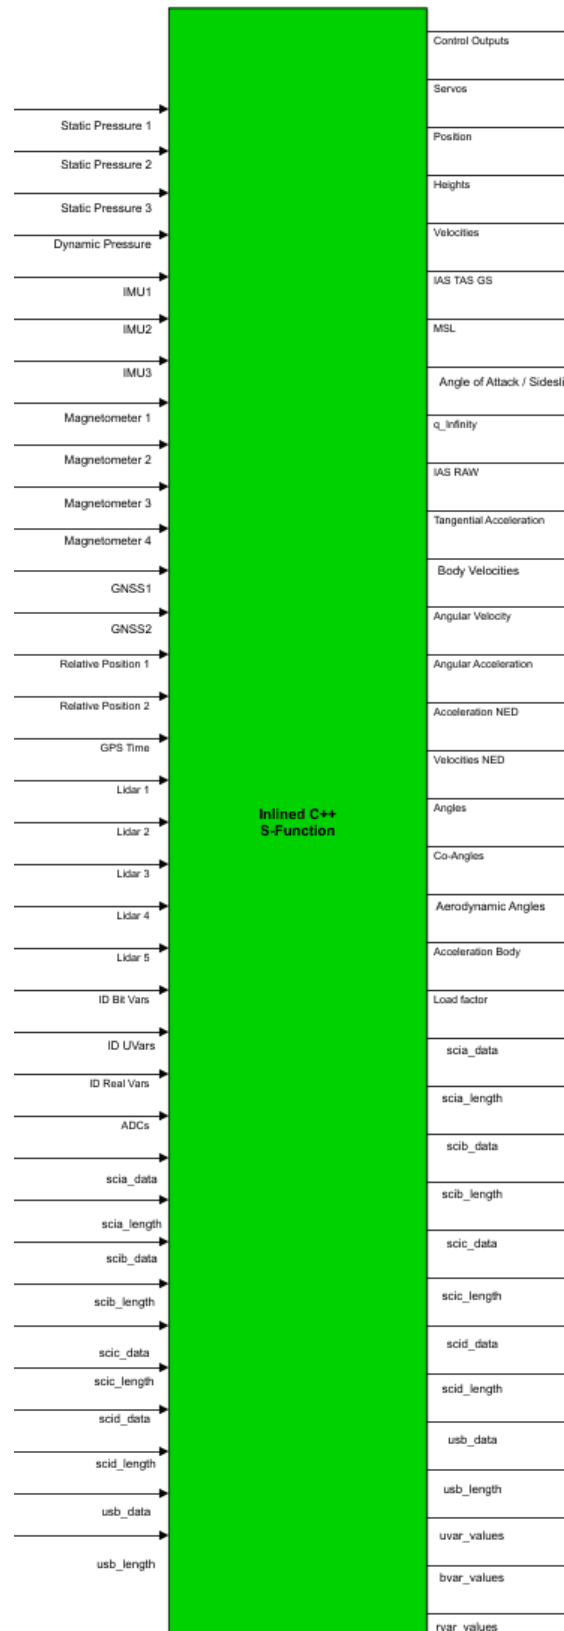 Static Pressure 1
Static Pressure 2
Static Pressure 3
Dynamic Pressure
IMU1
IMU2
IMU3
Magnetometer 1
Magnetometer 2
Magnetometer 3
Magnetometer 4
GNSS1
GNSS2
Relative Position 1
Relative Position 2
GPS Time
Lidar 1
Lidar 2
Lidar 3
Lidar 4
Lidar 5
ID Bit Vars
ID UVars
ID Real Vars
ADCs
scia_data
scia_length
scib_data
scib_length
scic_data
scic_length
scid_data
scid_length
usb_data
usb_length
Inlined C++
S-Function
Control Outputs
Servos
Position
Heights
Velocities
IAS TAS GS
MSL
Angle of Attack / Sidesli
q_Infinity
IAS RAW
Tangential Acceleration
Body Velocities
Angular Velocity
Angular Acceleration
Acceleration NED
Velocities NED
Angles
Co-Angles
Aerodynamic Angles
Acceleration Body
Load factor
scia_data
scia_length
scib_data
scib_length
scic_data
scic_length
scid_data
scid_length
usb_data
usb_length
uvar_values
bvar_values
rvar_values